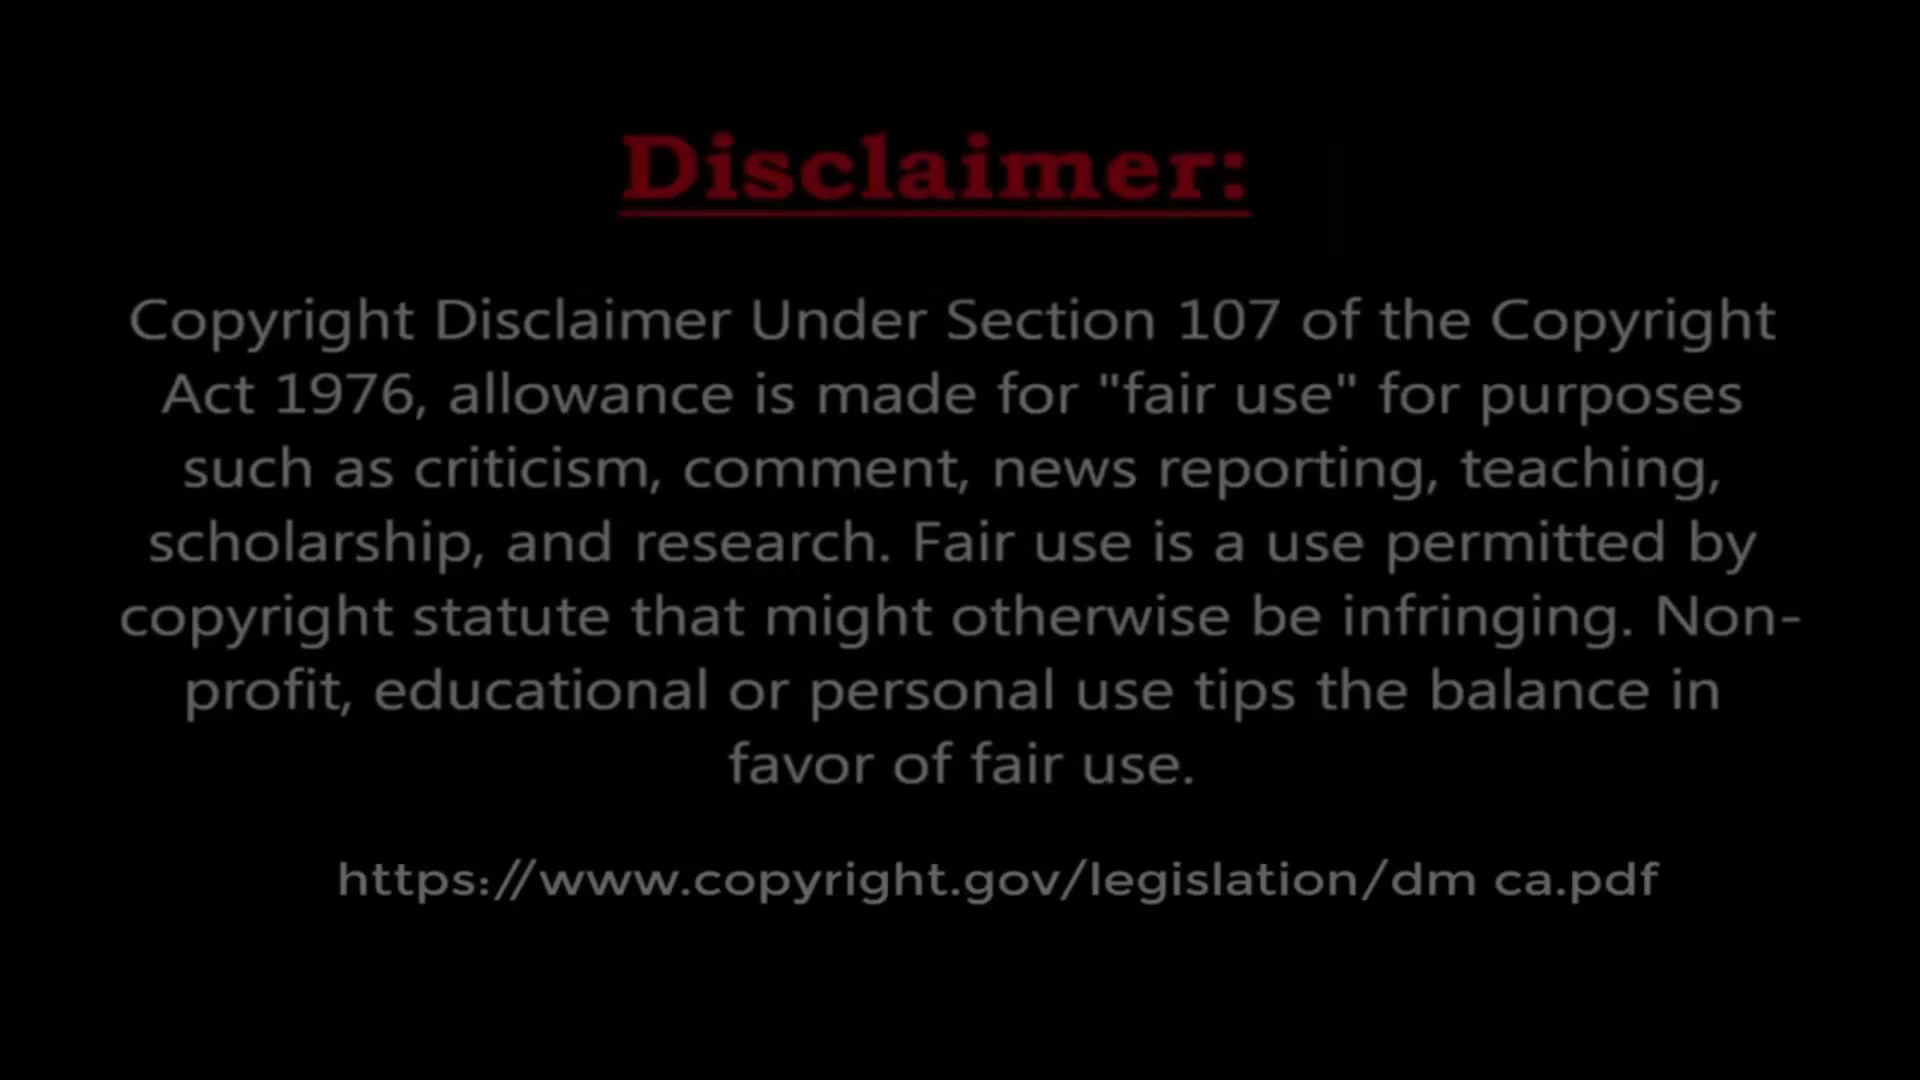 Disclaimer:
Copyright Disclaimer Under Section 107 of the Copyright
Act 1976, allowance is made for "fair use" for purposes
such as criticism, comment, news reporting, teaching,
scholarship, and research. Fair use is a use permitted by
copyright statute that might otherwise be infringing. Non-
profit, educational or personal use tips the balance in
favor of fair use.
https://www.copyright.gov/legislation/dm ca.pdf